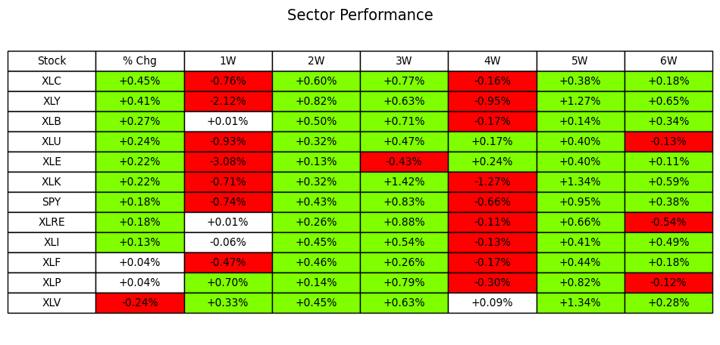 Sector Performance
Stock % Chg 1W 2W 3W 4W 5W 6W
XLC +0.45% -0.76% +0.60% +0.77% -0.16% +0.38% +0.18%
XLY +0.41% -2.12% +0.82% +0.63% -0.95% +1.27% +0.65%
XLB +0.27% +0.01% +0.50% +0.71% -0.17% +0.14% +0.34%
XLU +0.24% -0.93% +0.32% +0.47% +0.17% +0.40% -0.13%
XLE +0.22% -3.08% +0.13% -0.43% +0.24% +0.40% +0.11%
XLK +0.22% -0.71% +0.32% +1.42% -1.27% +1.34% +0.59%
SPY +0.18% -0.74% +0.43% +0.83% -0.66% +0.95% +0.38%
XLRE +0.18% +0.01% +0.26% +0.88% -0.11% +0.66% -0.54%
XLI +0.13% -0.06% +0.45% +0.54% -0.13% +0.41% +0.49%
XLF +0.04% -0.47% +0.46% +0.26% -0.17% +0.44% +0.18%
XLP +0.04% +0.70% +0.14% +0.79% -0.30% +0.82% -0.12%
XLV -0.24% +0.33% +0.45% +0.63% +0.09% +1.34% +0.28%